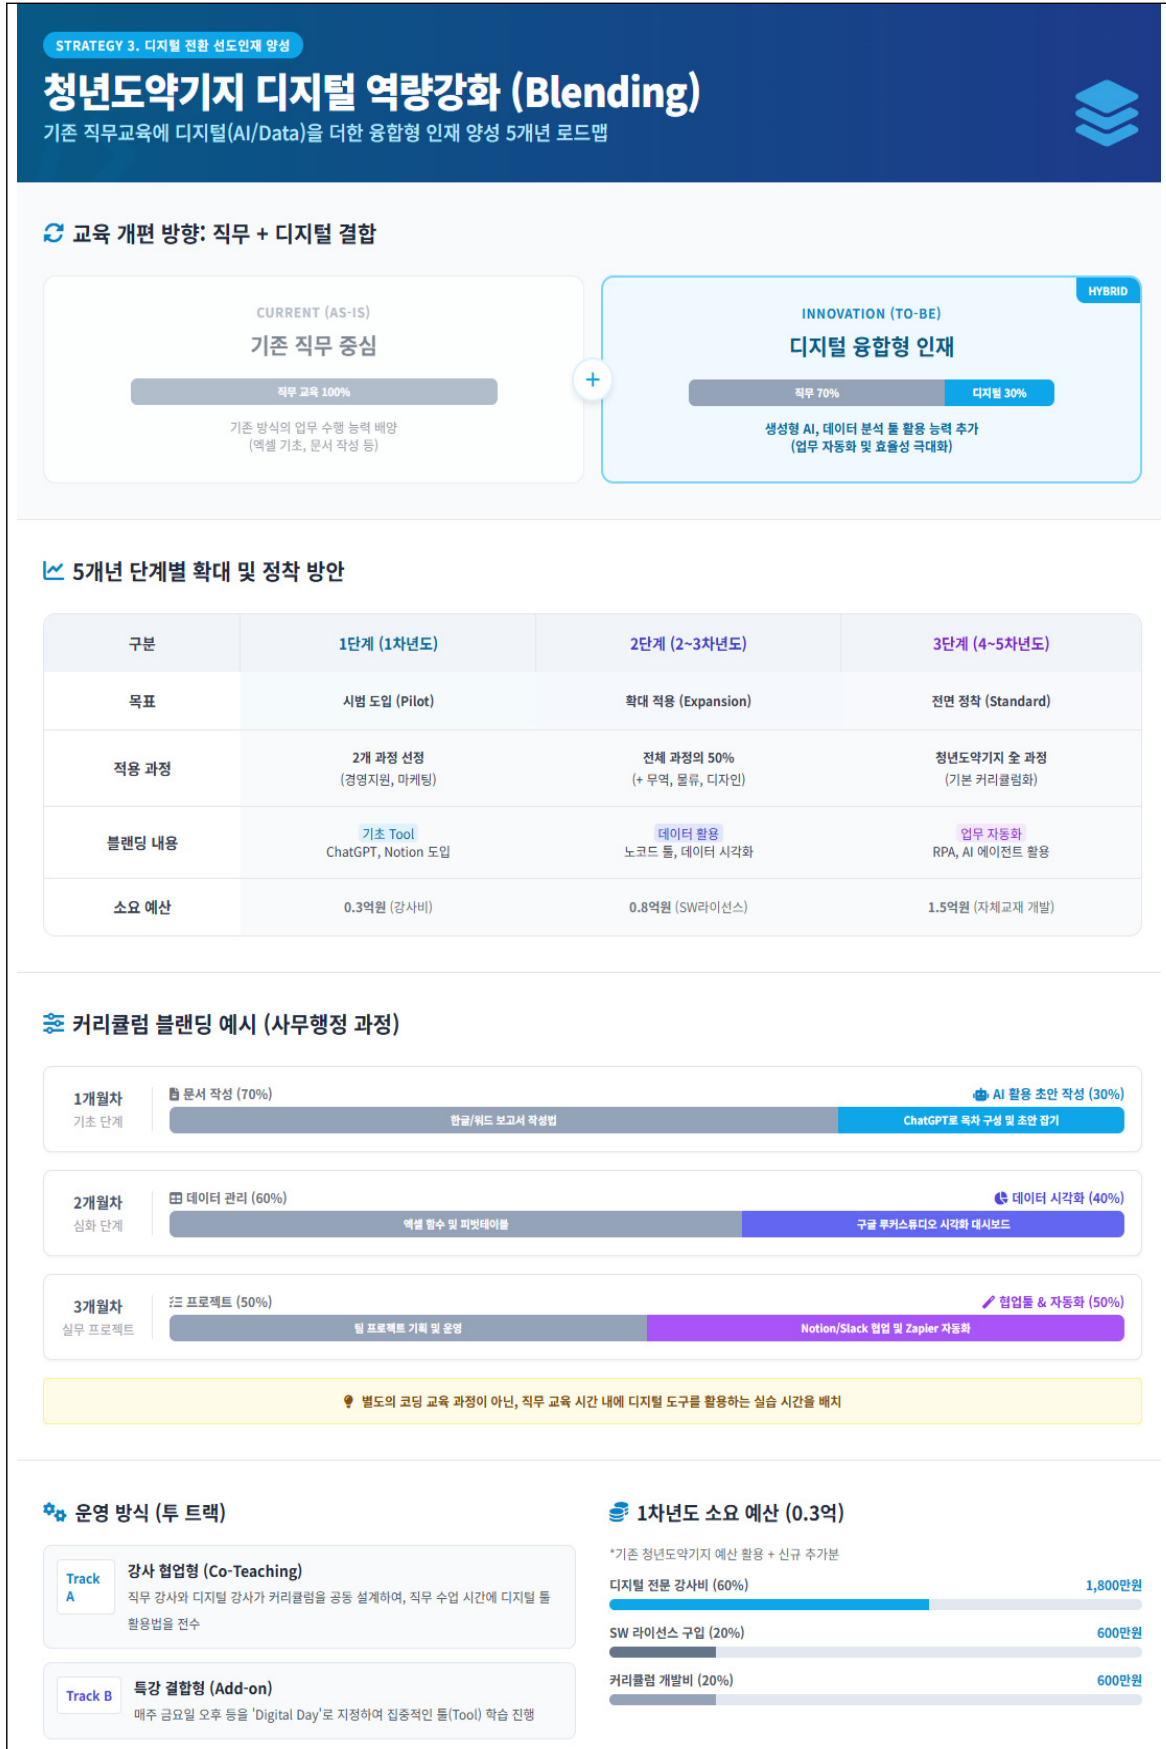 STRATEGY 3. 디지털 전환 선도인재 양성
청년도약기지 디지털 역량강화 (Blending)
기존 직무교육에 디지털(AI/Data)을 더한 융합형 인재 양성 5개년 로드맵
교육 개편 방향: 직무 + 디지털 결합
CURRENT (AS-IS)
기존 직무 중심
직무 교육 100%
기존 방식의 업무 수행 능력 배양
(엑셀 기초, 문서 작성 등)
+
HYBRID
INNOVATION (TO-BE)
디지털 융합형 인재
직무 70%
디지털 30%
생성형 AI, 데이터 분석 툴 활용 능력 추가
(업무 자동화 및 효율성 극대화)
5개년 단계별 확대 및 정착 방안
구분 1단계 (1차년도) 2단계 (2~3차년도) 3단계 (4~5차년도)
목표 시범 도입 (Pilot) 확대 적용 (Expansion) 전면 정착 (Standard)
적용 과정
2개 과정 선정
(경영지원, 마케팅)
전체 과정의 50%
(+ 무역, 물류, 디자인)
청년도약기지 全 과정
(기본 커리큘럼화)
블랜딩 내용
기초 Tool
ChatGPT, Notion 도입
데이터 활용
노코드 툴, 데이터 시각화
업무 자동화
RPA, AI 에이전트 활용
소요 예산 0.3억원 (강사비) 0.8억원 (SW라이선스) 1.5억원 (자체교재 개발)
커리큘럼 블랜딩 예시 (사무행정 과정)
1개월차
기초 단계
문서 작성 (70%)
AI 활용 초안 작성 (30%)
한글/워드 보고서 작성법
ChatGPT로 목차 구성 및 초안 잡기
2개월차
심화 단계
데이터 관리 (60%)
데이터 시각화 (40%)
엑셀 함수 및 피벗테이블
구글 루커스튜디오 시각화 대시보드
3개월차
실무 프로젝트
프로젝트 (50%)
협업툴 & 자동화 (50%)
팀 프로젝트 기획 및 운영
Notion/Slack 협업 및 Zapier 자동화
별도의 코딩 교육 과정이 아닌, 직무 교육 시간 내에 디지털 도구를 활용하는 실습 시간을 배치
운영 방식 (투 트랙)
Track
A
강사 협업형 (Co-Teaching)
직무 강사와 디지털 강사가 커리큘럼을 공동 설계하여, 직무 수업 시간에 디지털 툴
활용법을 전수
Track B
특강 결합형 (Add-on)
매주 금요일 오후 등을 'Digital Day'로 지정하여 집중적인 툴(Tool) 학습 진행
1차년도 소요 예산 (0.3억)
*기존 청년도약기지 예산 활용 + 신규 추가분
디지털 전문 강사비 (60%) 1,800만원
SW 라이선스 구입 (20%) 600만원
커리큘럼 개발비 (20%) 600만원